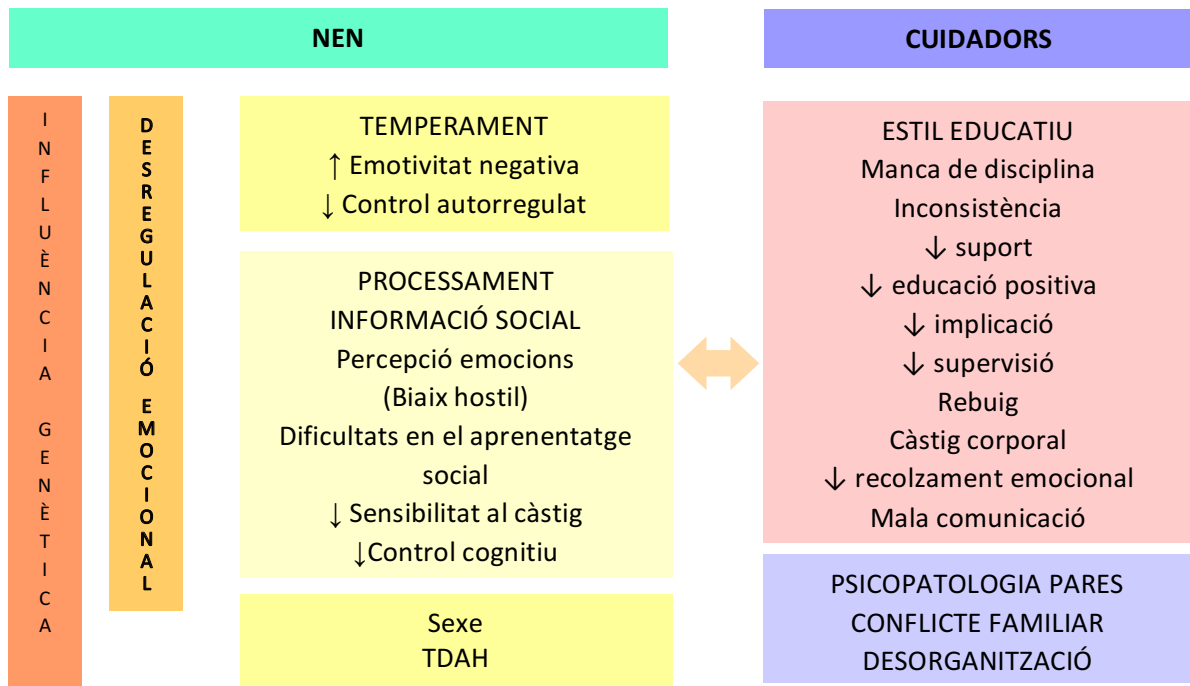 NEN
CUIDADORS
INFLUÈNCIA GENÈTICA
DESREGULACIÓ EMOCIONAL
TEMPERAMENT
↑ Emotivitat negativa
↓ Control autorregulat
PROCESSAMENT
INFORMACIÓ SOCIAL
Percepció emocions
(Biaix hostil)
Dificultats en el aprenentatge
social
↓ Sensibilitat al càstig
↓Control cognitiu
Sexe
TDAH
ESTIL EDUCATIU
Manca de disciplina
Inconsistència
↓ suport
↓ educació positiva
↓ implicació
↓ supervisió
Rebuig
Càstig corporal
↓ recolzament emocional
Mala comunicació
PSICOPATOLOGIA PARES
CONFLICTE FAMILIAR
DESORGANITZACIÓ